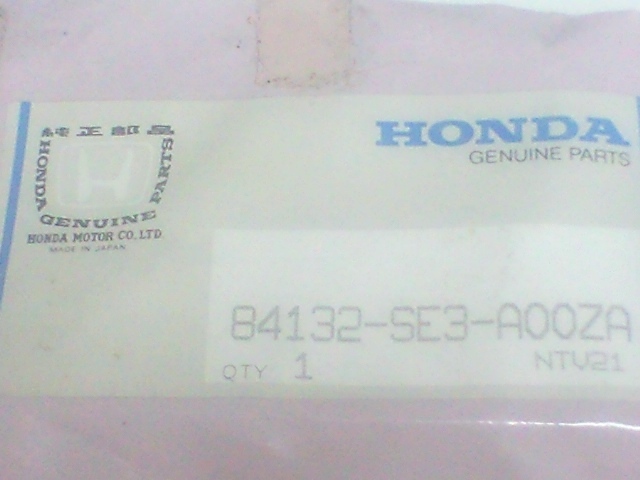 純正部品
HONDA GENUINE PARTS
HONDA MOTOR CO., LTD.
MADE IN JAPAN
HONDA
GENUINE PARTS
84132-SE3-A00ZA
QTY 1
NTV21